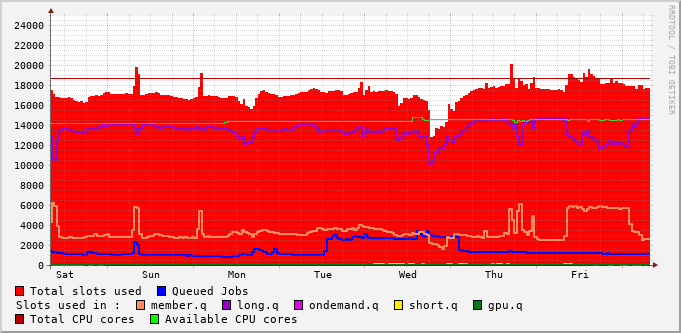 24000
22000
20000
18000
16000
14000
12000
10000
8000
6000
4000
2000
0
Sat Sun Mon Tue Wed Thu Fri
RRDTOOL / TOBI OETIKER
Total slots used Queued Jobs
Slots used in : member.q long.q ondemand.q short.q gpu.q
Total CPU cores Available CPU cores